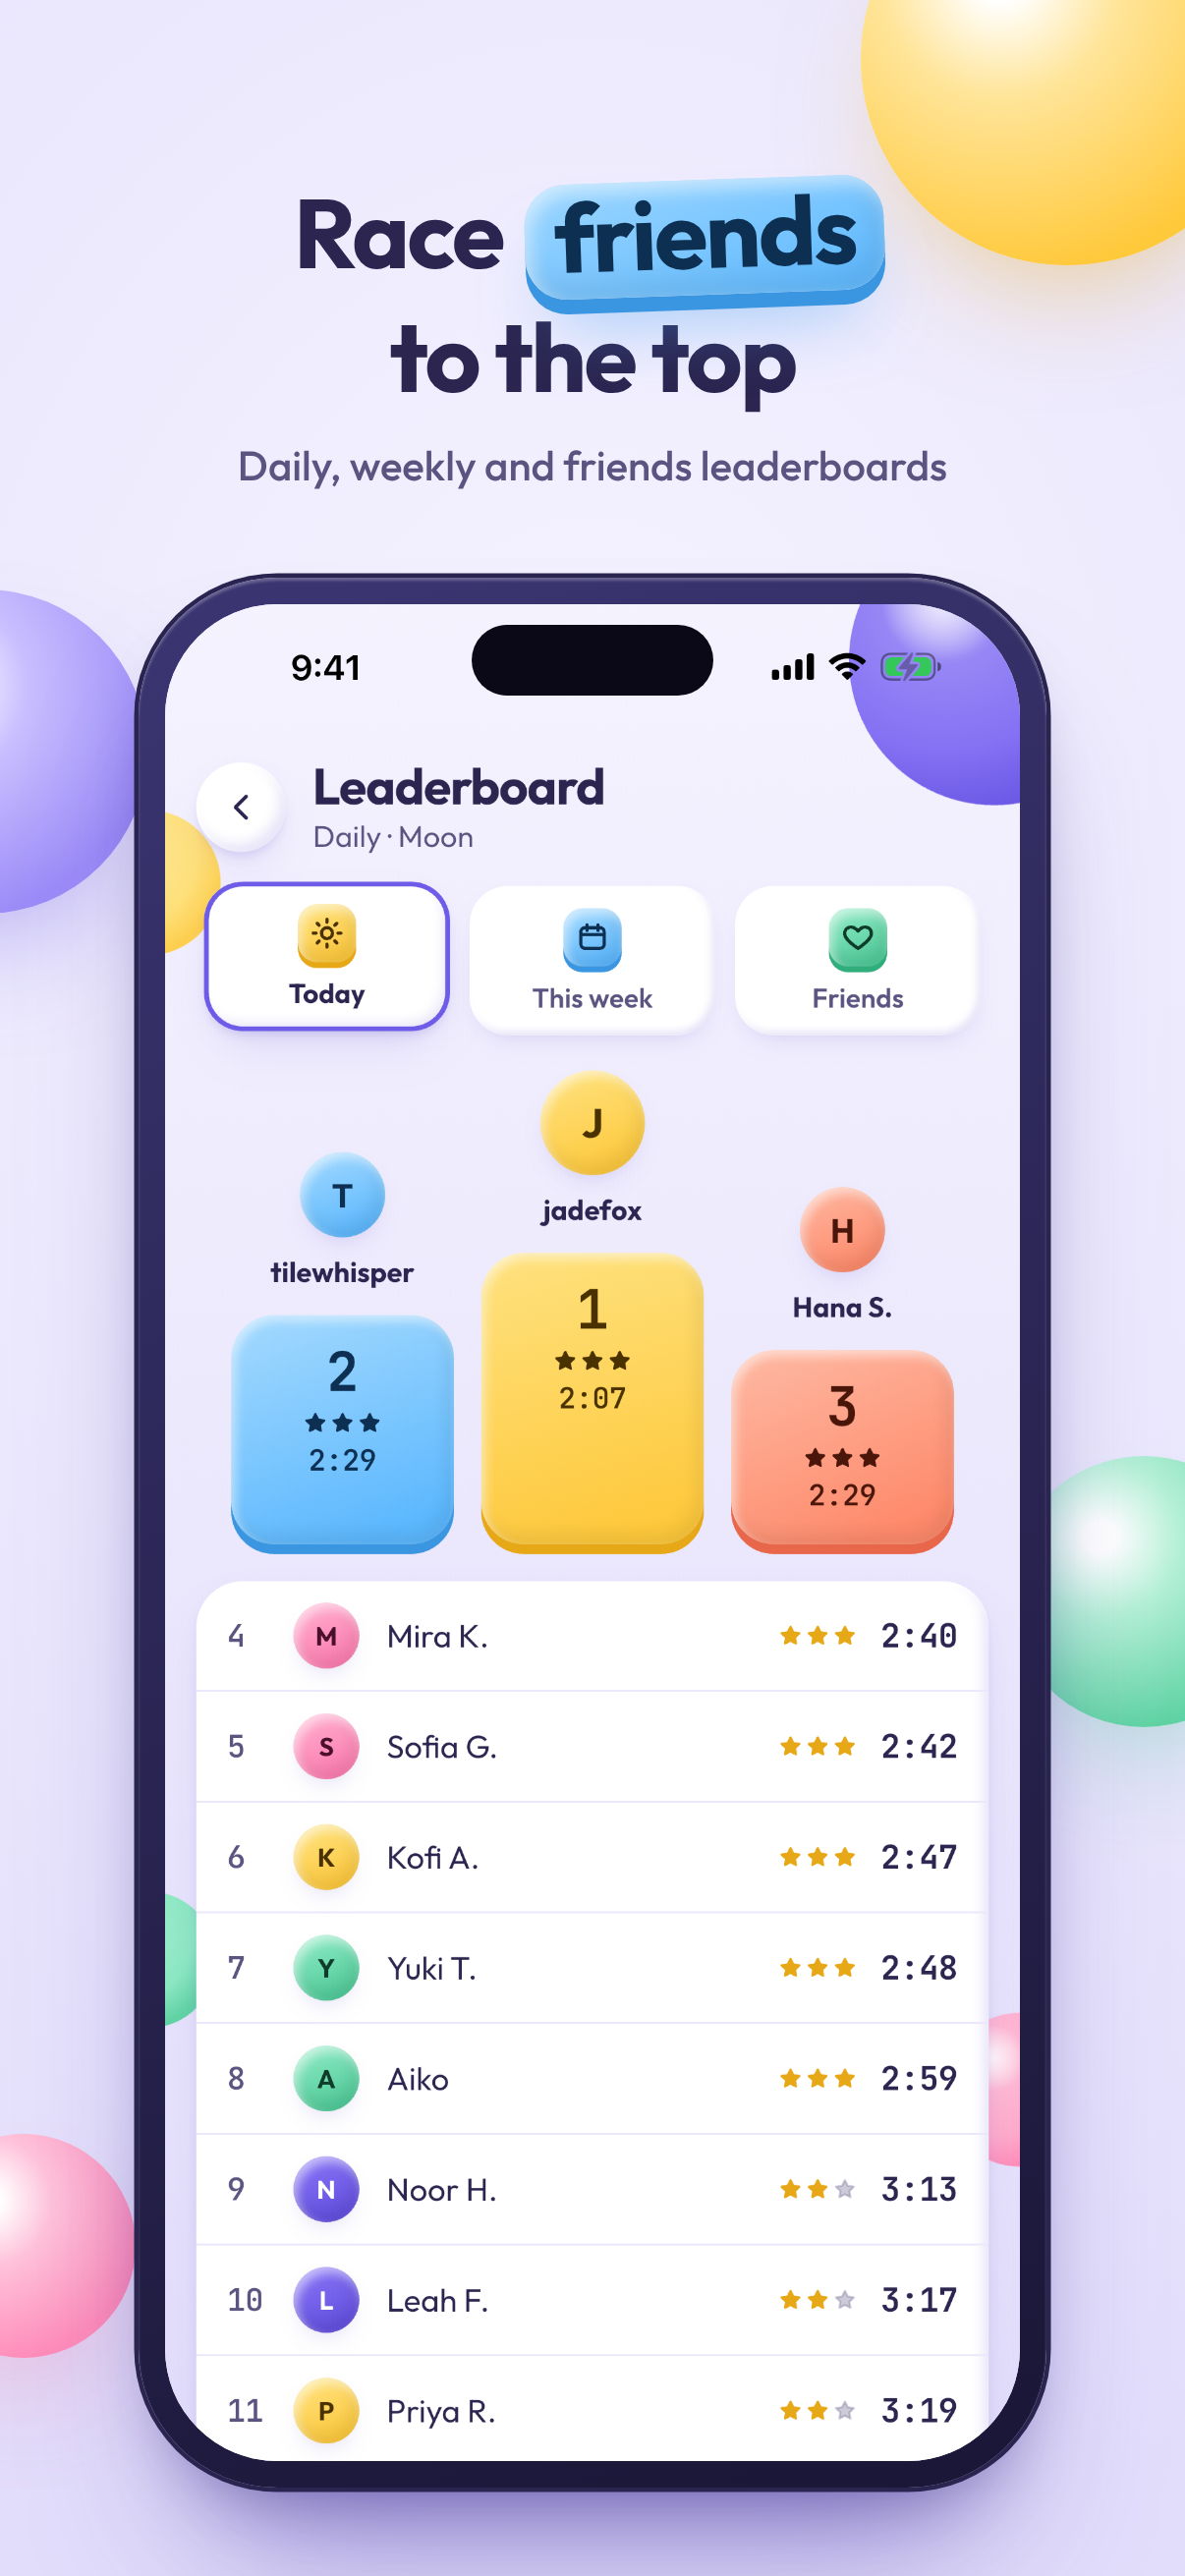 Race friends
to the top
Daily, weekly and friends leaderboards
9:41
Leaderboard
Daily · Moon
Today
This week
Friends
J
jadefox
T
tilewhisper
H
Hana S.
1
2:07
2
2:29
3
2:29
4 M Mira K. 2:40
5 S Sofia G. 2:42
6 K Kofi A. 2:47
7 Y Yuki T. 2:48
8 A Aiko 2:59
9 N Noor H. 3:13
10 L Leah F. 3:17
11 P Priya R. 3:19